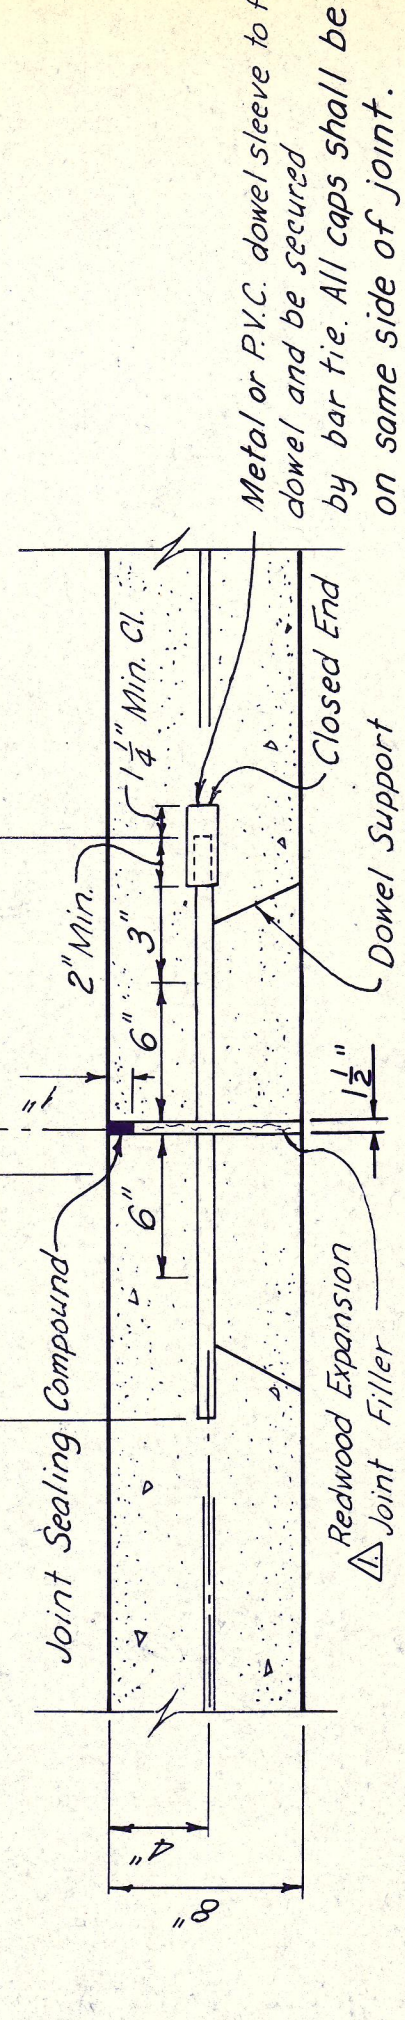 Joint Sealing Compound
1"
2" Min.
1 1/4" Min. Cl.
6"
6"
3"
4"
8"
Redwood Expansion
1 Joint Filler
1 1/2"
Dowel Support
Closed End
Metal or P.V.C. dowel sleeve to
dowel and be secured
by bar tie. All caps shall be
on same side of joint.